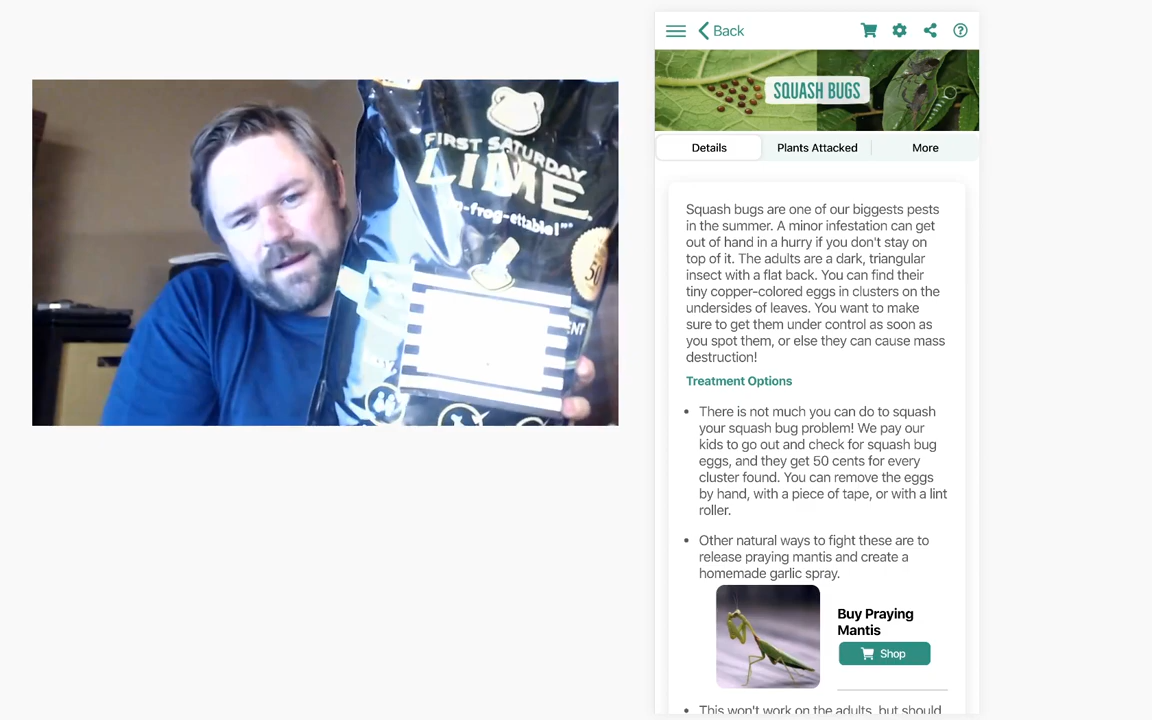 FIRST SATURDAY
LIME
-frog-ettable!"
50
ENT
Back
SQUASH BUGS
Details
Plants Attacked
More
Squash bugs are one of our biggests pests
in the summer. A minor infestation can get
out of hand in a hurry if you don't stay on
top of it. The adults are a dark, triangular
insect with a flat back. You can find their
tiny copper-colored eggs in clusters on the
undersides of leaves. You want to make
sure to get them under control as soon as
you spot them, or else they can cause mass
destruction!
Treatment Options
• There is not much you can do to squash
your squash bug problem! We pay our
kids to go out and check for squash bug
eggs, and they get 50 cents for every
cluster found. You can remove the eggs
by hand, with a piece of tape, or with a lint
roller.
• Other natural ways to fight these are to
release praying mantis and create a
homemade garlic spray.
Buy Praying
Mantis
Shop
• This won't work on the adults, but should